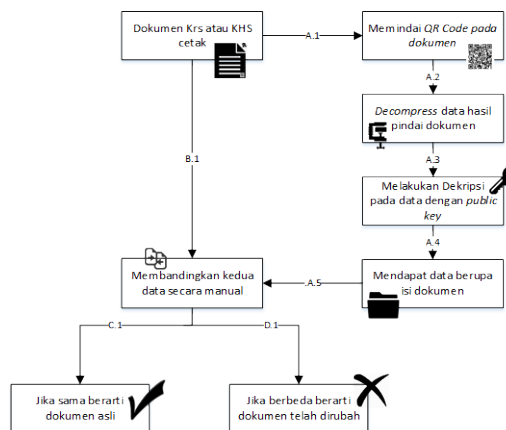 Dokumen Krs atau KHS
cetak
A.1
Memindai QR Code pada
dokumen
A.2
Decompress data hasil
pindai dokumen
A.3
B.1
Melakukan Dekripsi
pada data dengan public
key
A.4
Membandingkan kedua
data secara manual
A.5
Mendapat data berupa
isi dokumen
C.1
D.1
Jika sama berarti
dokumen asli
Jika berbeda berarti
dokumen telah dirubah